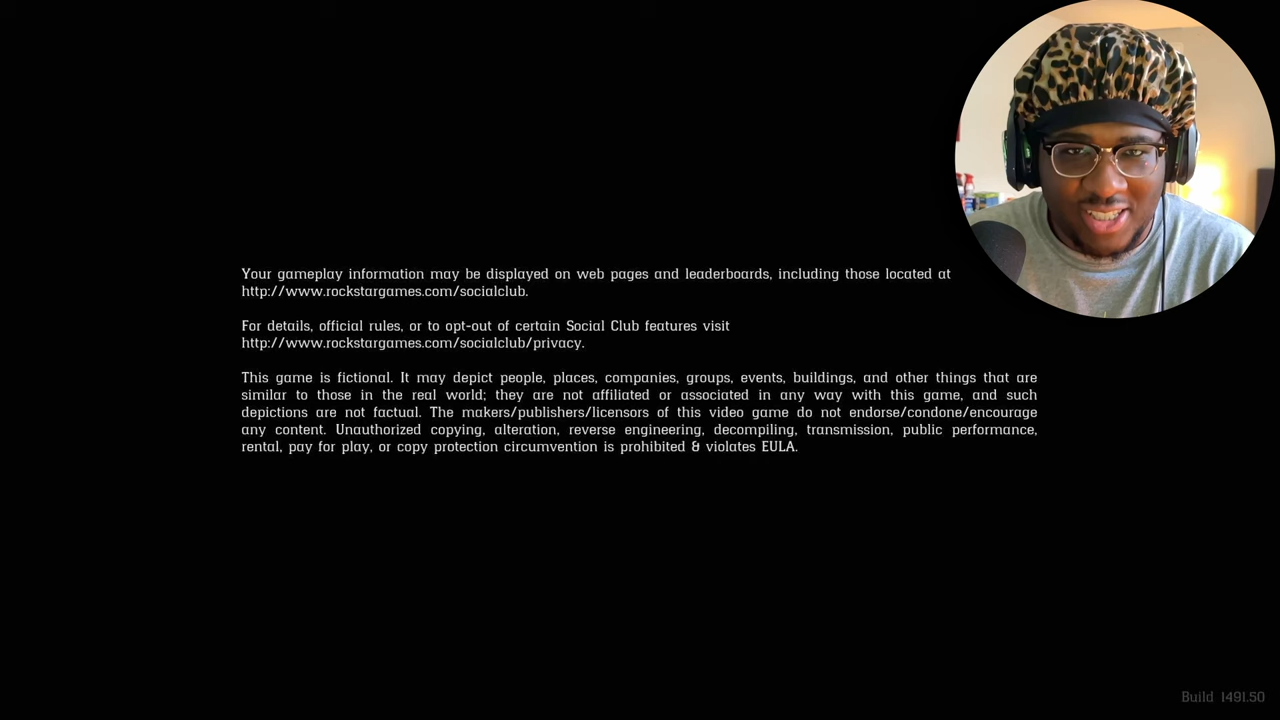 Your gameplay information may be displayed on web pages and leaderboards, including those located at
http://www.rockstargames.com/socialclub.
For details, official rules, or to opt-out of certain Social Club features visit
http://www.rockstargames.com/socialclub/privacy.
This game is fictional. It may depict people, places, companies, groups, events, buildings, and other things that are
similar to those in the real world; they are not affiliated or associated in any way with this game, and such
depictions are not factual. The makers/publishers/licensors of this video game do not endorse/condone/encourage
any content. Unauthorized copying, alteration, reverse engineering, decompiling, transmission, public performance,
rental, pay for play, or copy protection circumvention is prohibited & violates EULA.
Build 1491.50